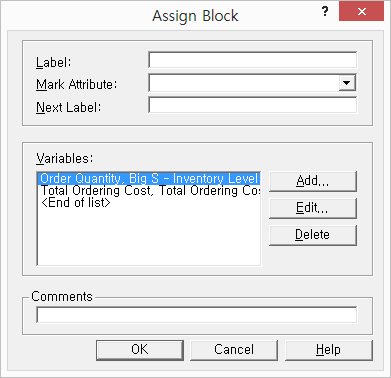 Assign Block
?
Label:
Mark Attribute:
Next Label:
Variables:
Order Quantity, Big S - Inventory Level
Total Ordering Cost, Total Ordering Co
<End of list>
Add...
Edit...
Delete
Comments
OK Cancel Help